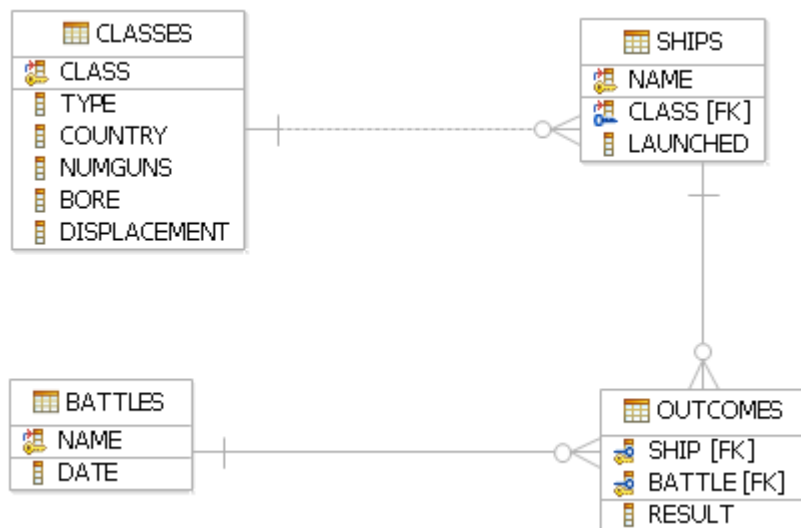 CLASSES
CLASS
TYPE
COUNTRY
NUMGUNS
BORE
DISPLACEMENT
SHIPS
NAME
CLASS [FK]
LAUNCHED
BATTLES
NAME
DATE
OUTCOMES
SHIP [FK]
BATTLE [FK]
RESULT